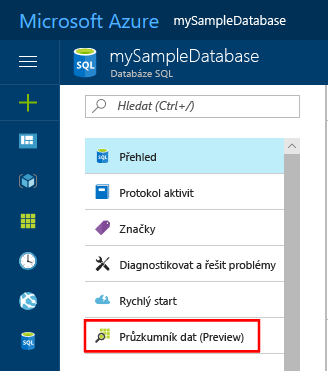 Microsoft Azure mySampleDatabase
mySampleDatabase
Databáze SQL
SQL
Hledat (Ctrl+/)
Přehled
Protokol aktivit
Značky
Diagnostikovat a řešit problémy
Rychlý start
Průzkumník dat (Preview)
SQL